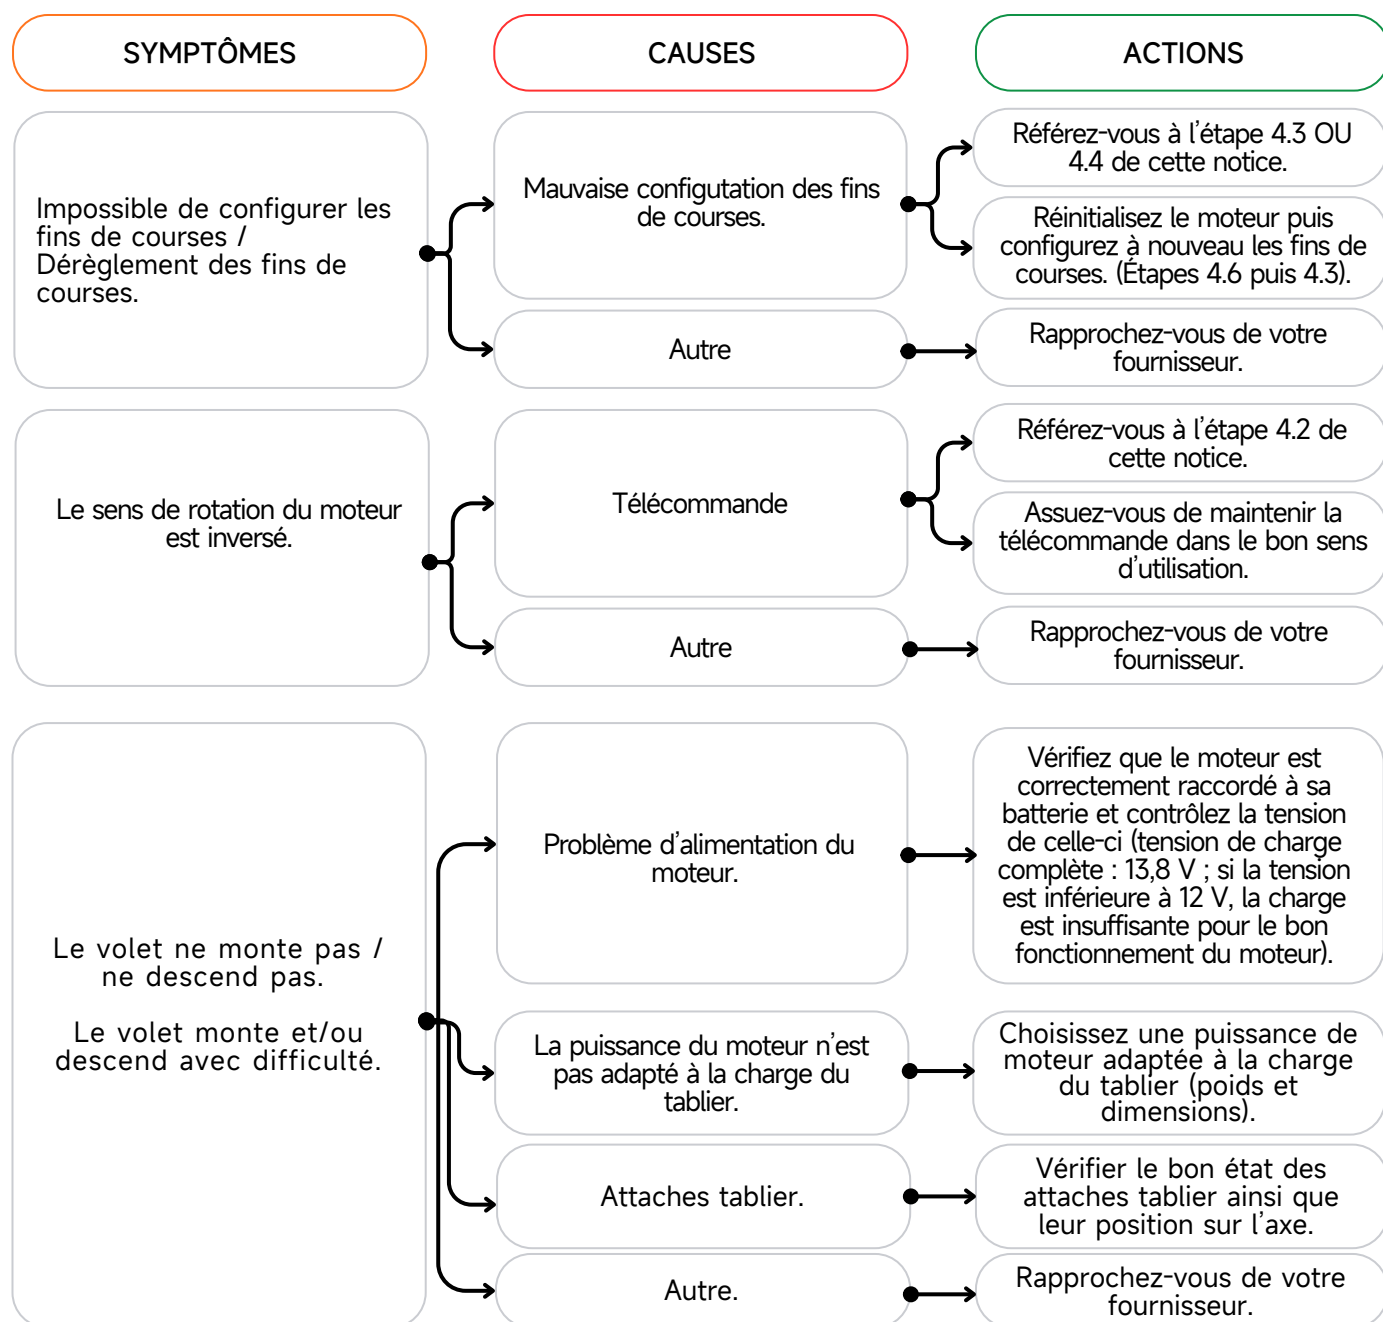 SYMPTÔMES
CAUSES
ACTIONS
Impossible de configurer les
fins de courses /
Dérèglement des fins de
courses.
Mauvaise configutation des fins
de courses.
Référez-vous à l'étape 4.3 OU
4.4 de cette notice.
Réinitialisez le moteur puis
configurez à nouveau les fins de
courses. (Étapes 4.6 puis 4.3).
Autre
Rapprochez-vous de votre
fournisseur.
Le sens de rotation du moteur
est inversé.
Télécommande
Référez-vous à l'étape 4.2 de
cette notice.
Assuez-vous de maintenir la
télécommande dans le bon sens
d'utilisation.
Autre
Rapprochez-vous de votre
fournisseur.
Le volet ne monte pas /
ne descend pas.
Le volet monte et/ou
descend avec difficulté.
Problème d'alimentation du
moteur.
Vérifiez que le moteur est
correctement raccordé à sa
batterie et contrôlez la tension
de celle-ci (tension de charge
complète : 13,8 V ; si la tension
est inférieure à 12 V, la charge
est insuffisante pour le bon
fonctionnement du moteur).
La puissance du moteur n'est
pas adapté à la charge du
tablier.
Choisissez une puissance de
moteur adaptée à la charge
du tablier (poids et
dimensions).
Attaches tablier.
Vérifier le bon état des
attaches tablier ainsi que
leur position sur l'axe.
Autre.
Rapprochez-vous de votre
fournisseur.